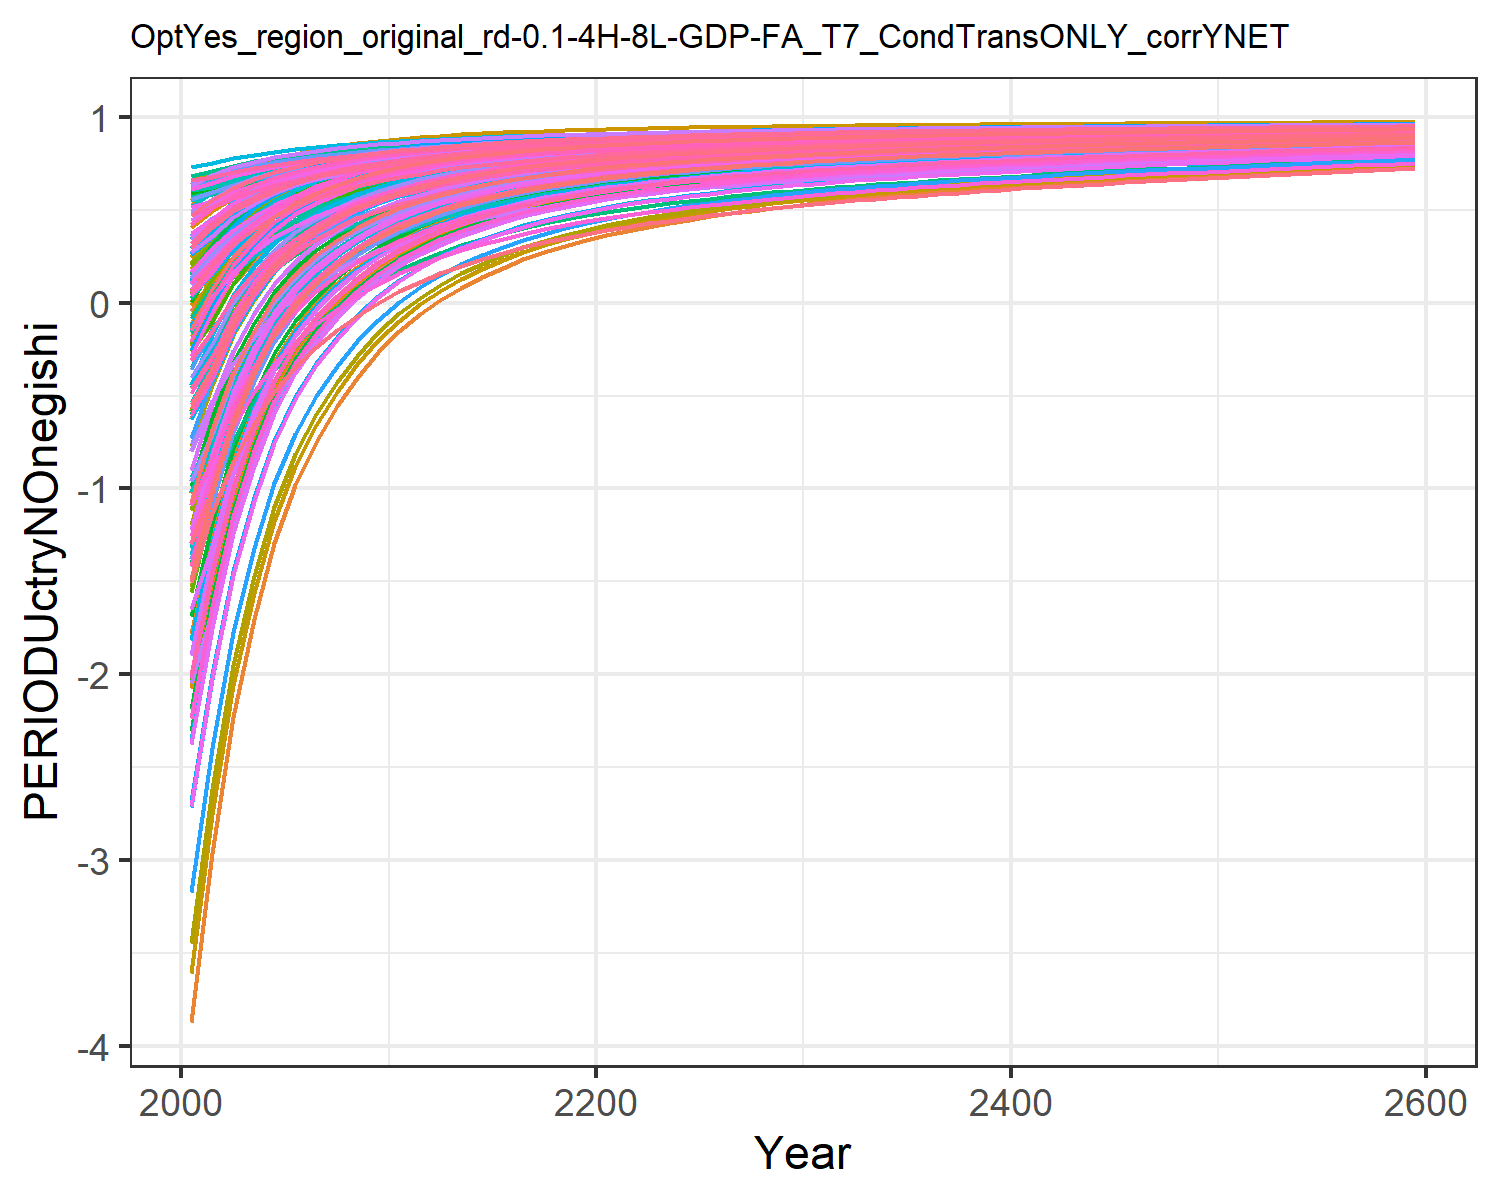 OptYes_region_original_rd-0.1-4H-8L-GDP-FA_T7_CondTransONLY_corrYNET
PERIODUctryNOnegishi
1
0
-1
-2
-3
-4
2000 2200 2400 2600
Year